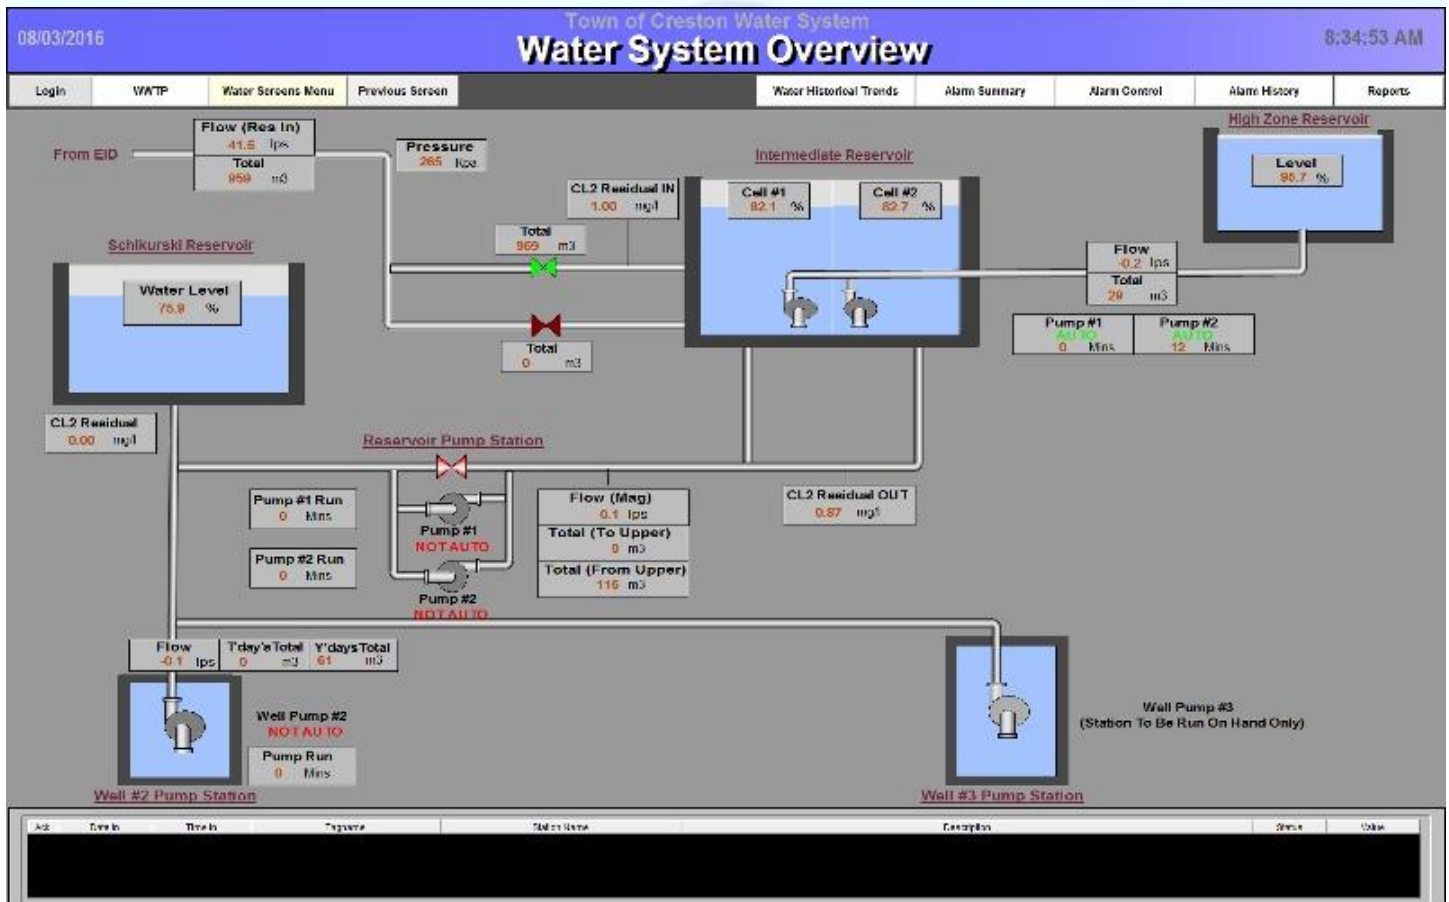 Town of Creston Water System
08/03/2016
Water System Overview
8:34:53 AM
Login
WWTP
Water Screens Menu
Previous Screen
Water Historical Trends
Alarm Summary
Alarm Control
Alarm History
Reports
From EID
Flow (Res In)
41.5 lps
Total
959 m3
Pressure
265 Kpa
CL2 Residual IN
1.00 mg/l
Intermediate Reservoir
Cell #1
82.1 %
Cell #2
82.7 %
High Zone Reservoir
Level
%
Schikurski Reservoir
Water Level
75.9 %
Total
969 m3
Total
0 m3
Flow
-0.2 lps
Total
29 m3
Pump #1
AUTO
0 Mins
Pump #2
AUTO
12 Mins
CL2 Residual
0.00 mg/l
Reservoir Pump Station
Pump #1 Run
0 Mins
Pump #2 Run
0 Mins
Pump #1
NOT AUTO
Pump #2
NOT AUTO
Flow (Mag)
0.1 lps
Total (To Upper)
0 m3
Total (From Upper)
m3
CL2 Residual OUT
0.87 mg/l
Flow
-0.1 lps
T'day's Total
0 m3
Y'days Total
61 m3
Well Pump #2
NOT AUTO
Pump Run
0 Mins
Well #2 Pump Station
Well Pump #3
(Station To Be Run On Hand Only)
Well #3 Pump Station
Ack
Date In
Time In
Tagname
Station Name
Description
Status
Value